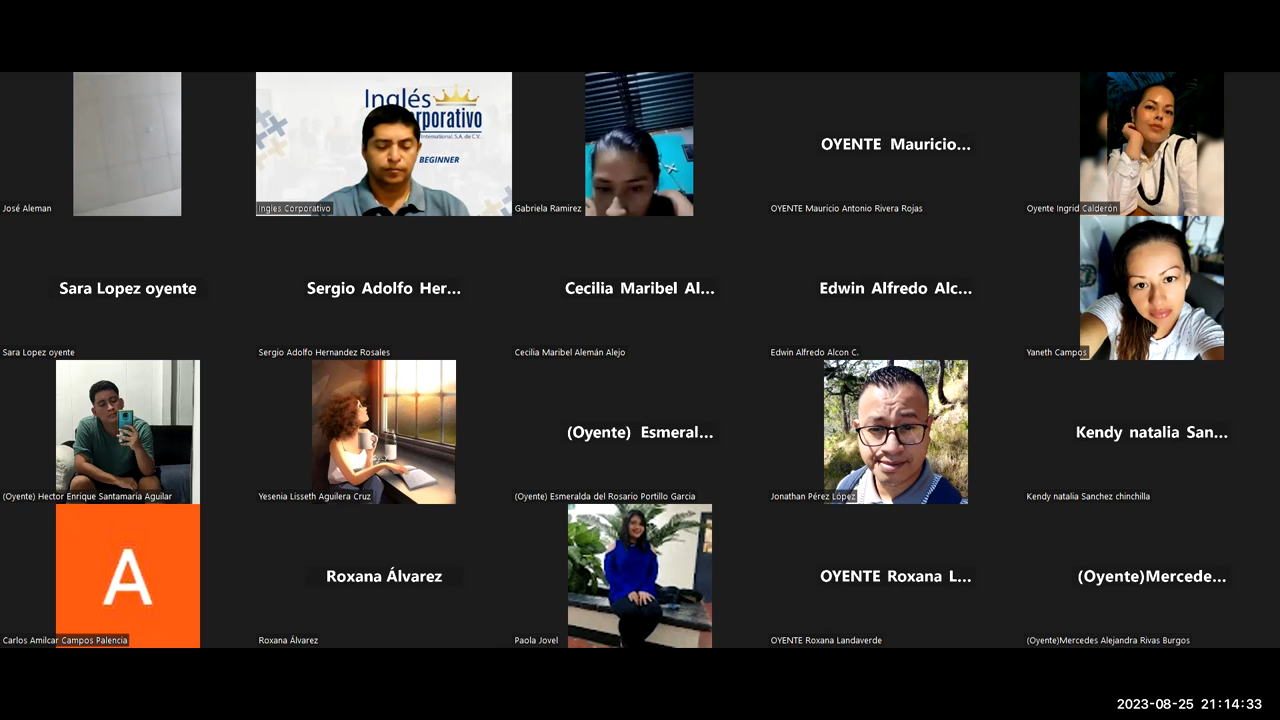 Inglés
orporativo
International, S.A. de C.V.
BEGINNER
José Aleman
Ingles Corporativo
Gabriela Ramirez
OYENTE Mauricio...
OYENTE Mauricio Antonio Rivera Rojas
Oyente Ingrid Calderón
Sara Lopez oyente
Sara Lopez oyente
Sergio Adolfo Her...
Sergio Adolfo Hernandez Rosales
Cecilia Maribel Al...
Cecilia Maribel Alemán Alejo
Edwin Alfredo Alc...
Edwin Alfredo Alcon C.
Yaneth Campos
(Oyente) Hector Enrique Santamaria Aguilar
Yesenia Lisseth Aguilera Cruz
(Oyente) Esmeral...
(Oyente) Esmeralda del Rosario Portillo Garcia
Jonathan Pérez López
Kendy natalia San...
Kendy natalia Sanchez chinchilla
A
Carlos Amilcar Campos Palencia
Roxana Álvarez
Roxana Álvarez
Paola Jovel
OYENTE Roxana L...
OYENTE Roxana Landaverde
(Oyente)Mercede...
(Oyente)Mercedes Alejandra Rivas Burgos
2023-08-25 21:14:33